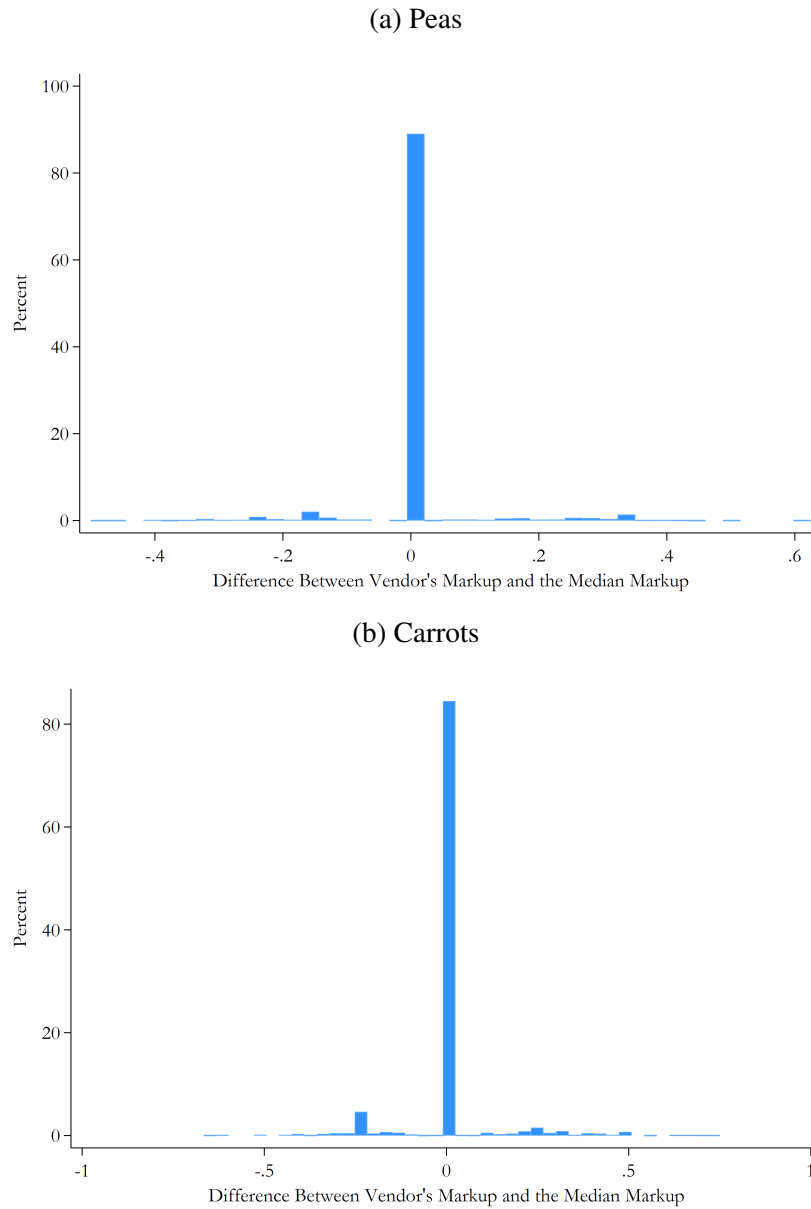 (a) Peas
100
80
60
40
20
0
Percent
-.4 -.2 0 .2 .4 .6
Difference Between Vendor's Markup and the Median Markup
(b) Carrots
80
60
40
20
0
Percent
-1 -.5 0 .5 1
Difference Between Vendor's Markup and the Median Markup